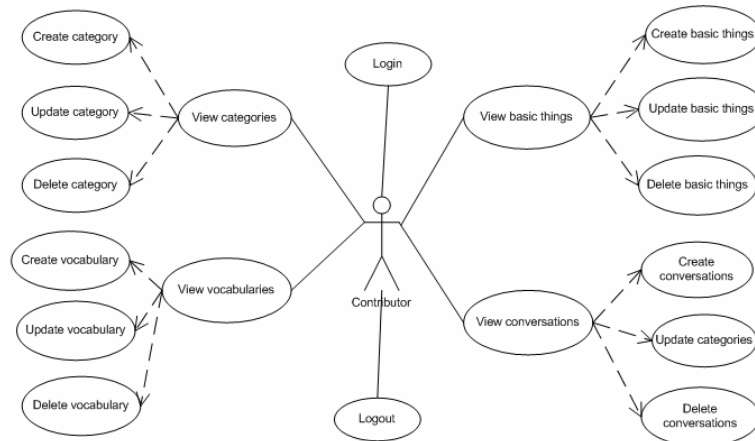 Create category
Update category
Delete category
View categories
Login
View basic things
Create basic things
Update basic things
Delete basic things
Create vocabulary
Update vocabulary
Delete vocabulary
View vocabularies
Contributor
Logout
View conversations
Create
conversations
Update categories
Delete
conversations